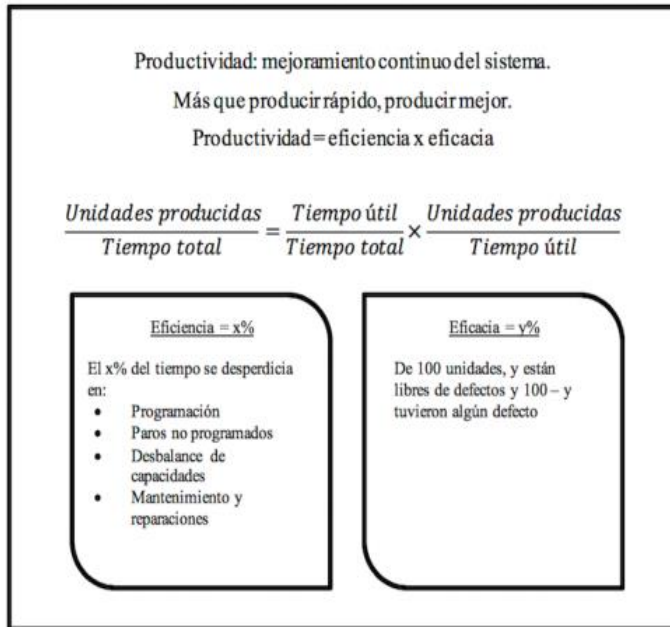 Productividad: mejoramiento continuo del sistema.
Más que producir rápido, producir mejor.
Productividad = eficiencia x eficacia
Unidades producidas / Tiempo total = Tiempo útil / Tiempo total × Unidades producidas / Tiempo útil
Eficiencia = x%
El x% del tiempo se desperdicia
en:
• Programación
• Paros no programados
• Desbalance de
capacidades
• Mantenimiento y
reparaciones
Eficacia = y%
De 100 unidades, y están
libres de defectos y 100 – y
tuvieron algún defecto